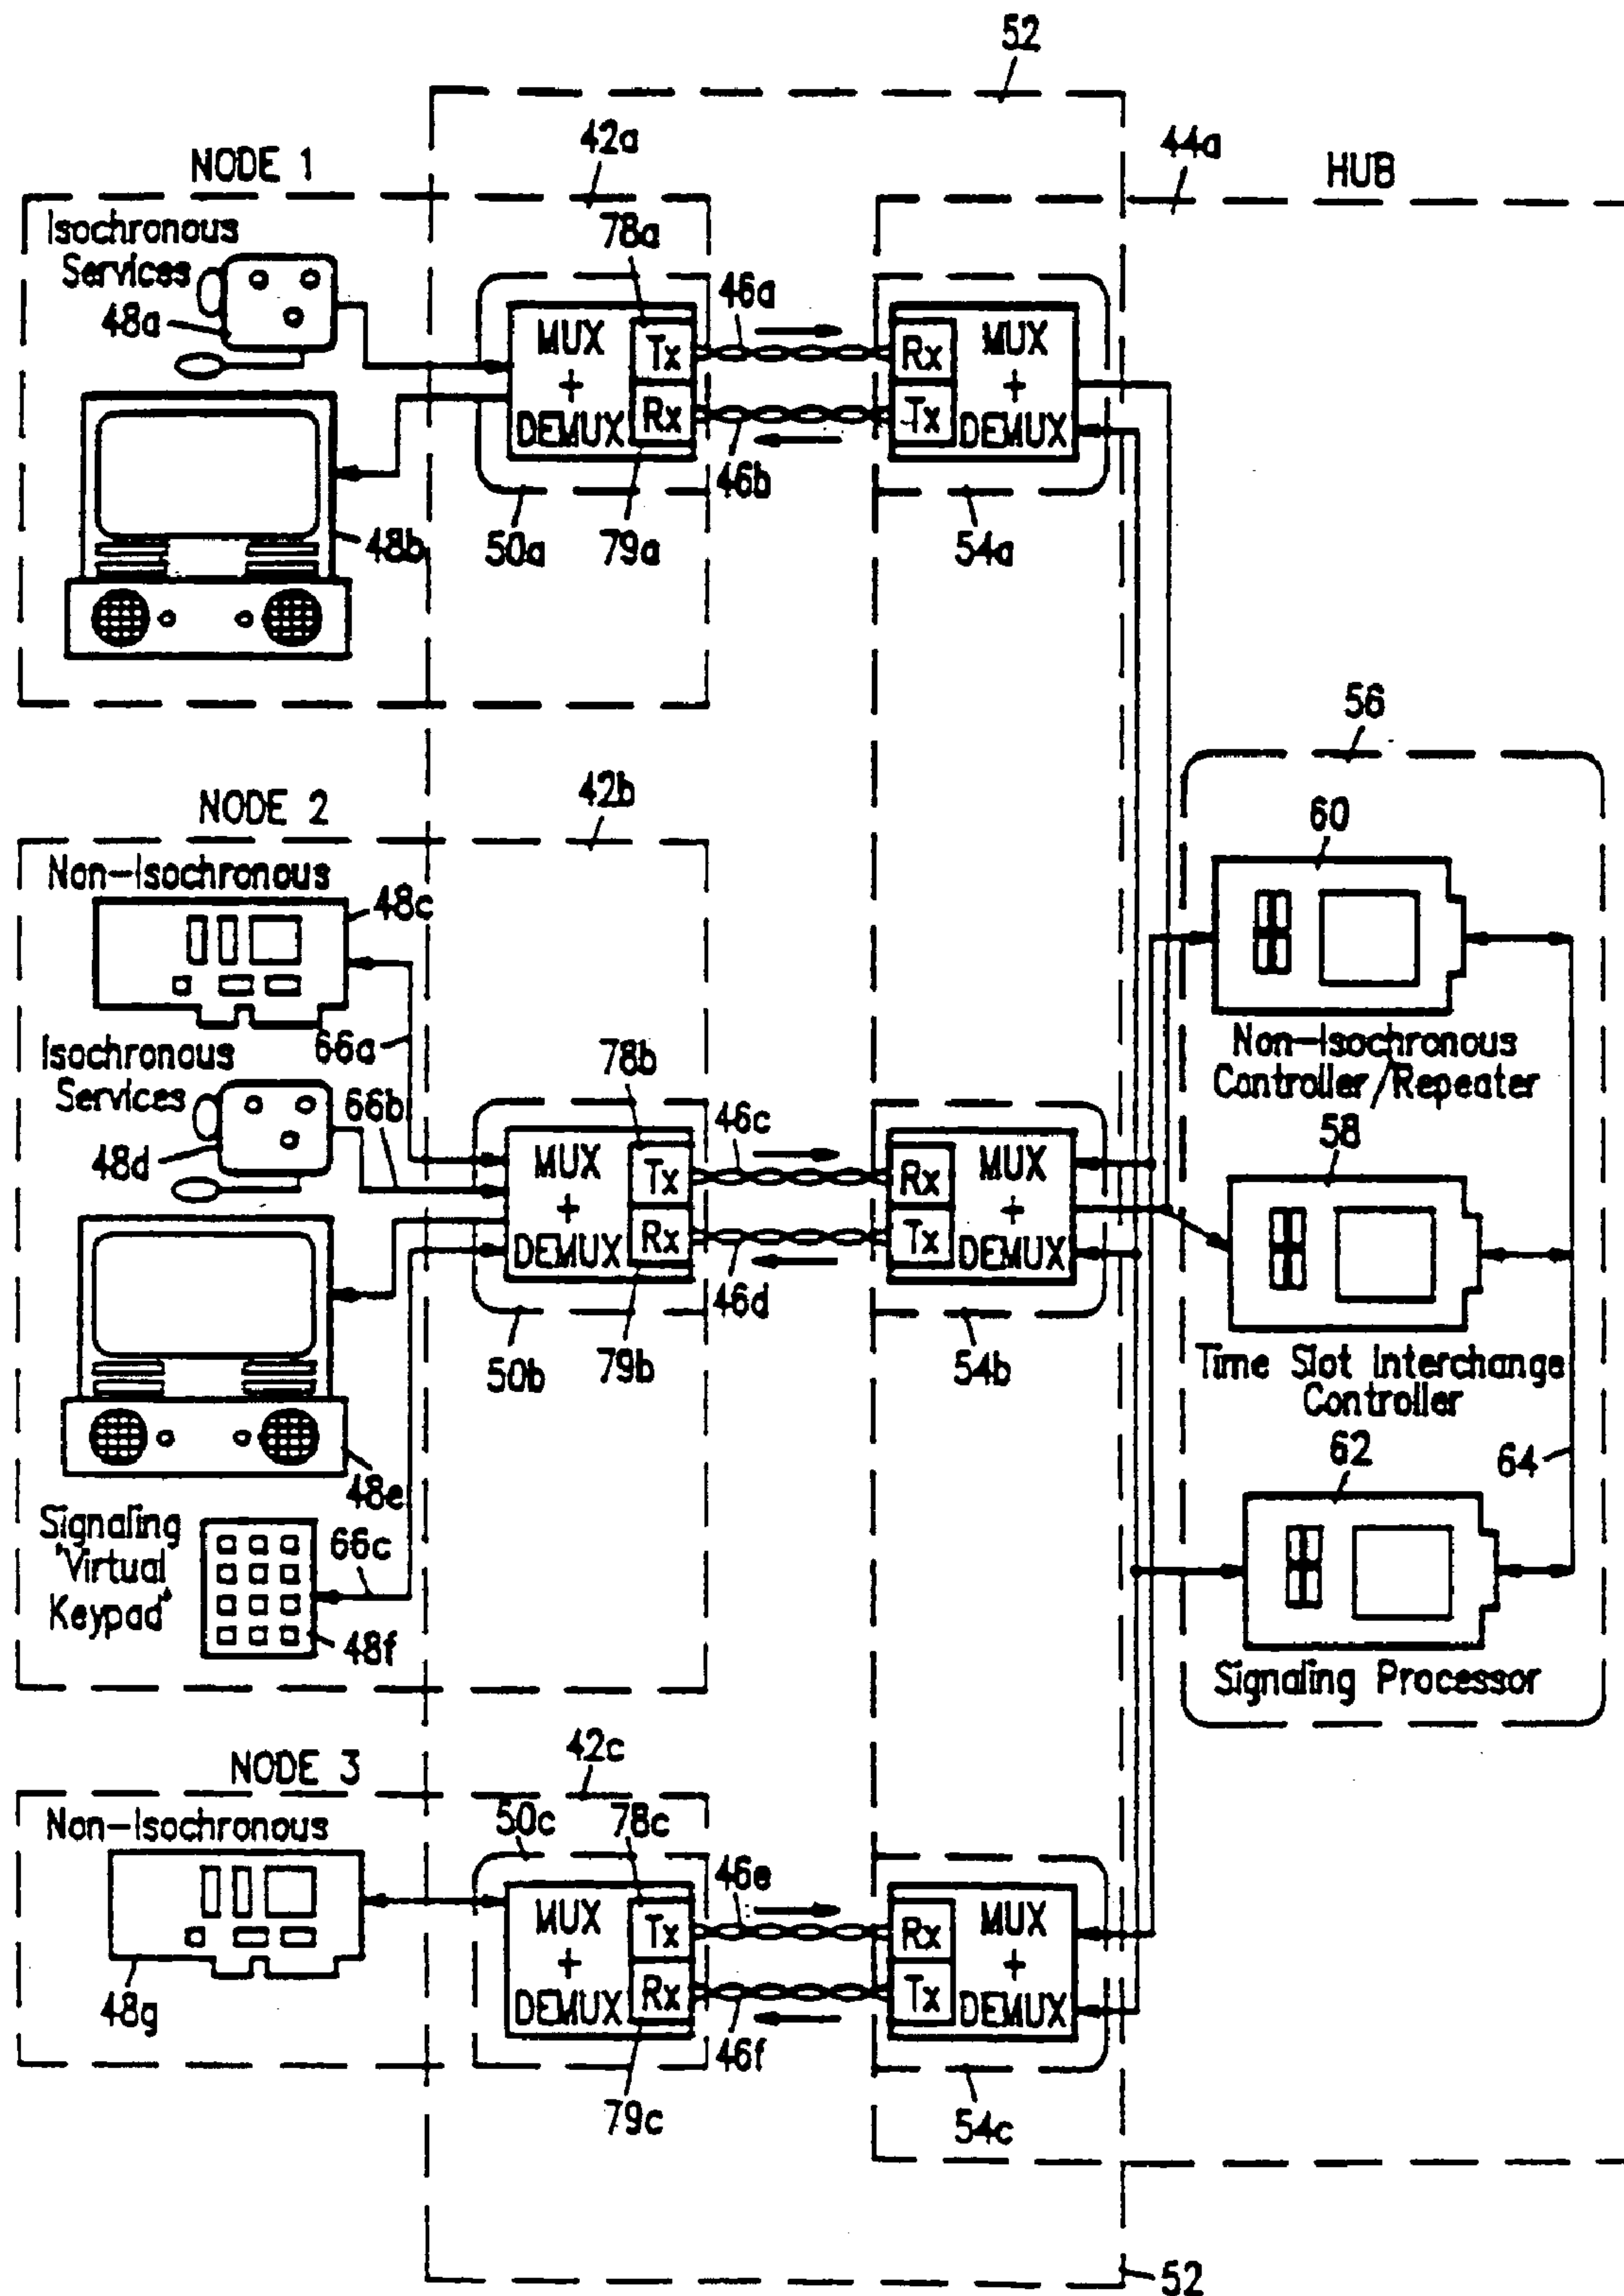 52
42a
44a
NODE 1
HUB
Isochronous
Services
48a
78a
46a
MUX
+
DEMUX
Tx
Rx
Rx
Tx
MUX
+
DEMUX
48b
50a
79a
46b
54a
56
NODE 2
42b
60
Non-Isochronous
48c
66a
Non-Isochronous
Controller/Repeater
Isochronous
Services
48d
66b
78b
46c
58
MUX
+
DEMUX
Tx
Rx
Rx
Tx
MUX
+
DEMUX
50b
79b
46d
54b
Time Slot Interchange
Controller
48e
62
64
Signaling
"Virtual
Keypad"
66c
48f
Signaling Processor
NODE 3
42c
Non-Isochronous
50c
78c
46e
MUX
+
DEMUX
Tx
Rx
Rx
Tx
MUX
+
DEMUX
48g
46f
79c
54c
52